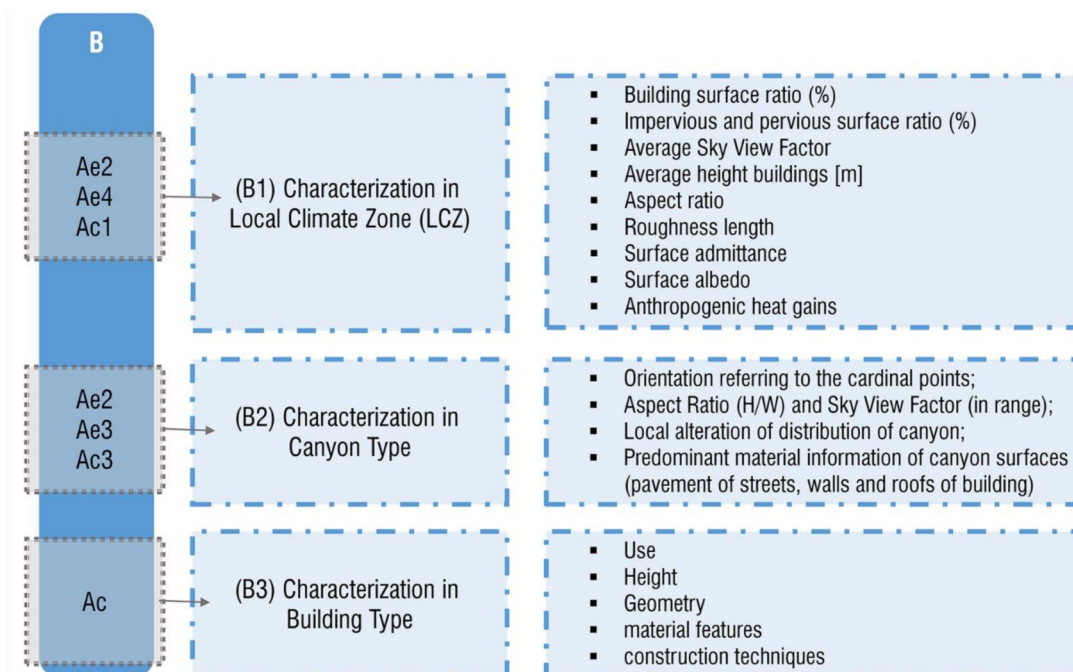 B
Ae2
Ae4
Ac1
(B1) Characterization in
Local Climate Zone (LCZ)
▪ Building surface ratio (%)
▪ Impervious and pervious surface ratio (%)
▪ Average Sky View Factor
▪ Average height buildings [m]
▪ Aspect ratio
▪ Roughness length
▪ Surface admittance
▪ Surface albedo
▪ Anthropogenic heat gains
Ae2
Ae3
Ac3
(B2) Characterization in
Canyon Type
▪ Orientation referring to the cardinal points;
▪ Aspect Ratio (H/W) and Sky View Factor (in range);
▪ Local alteration of distribution of canyon;
▪ Predominant material information of canyon surfaces
(pavement of streets, walls and roofs of building)
Ac
(B3) Characterization in
Building Type
▪ Use
▪ Height
▪ Geometry
▪ material features
▪ construction techniques